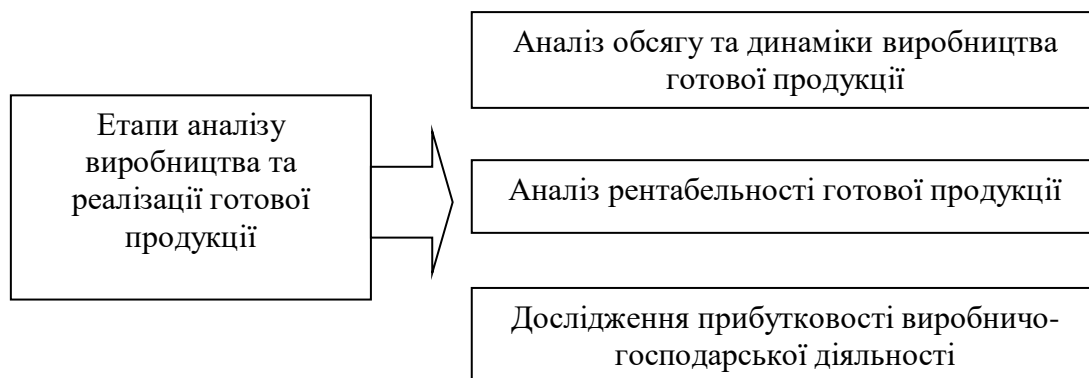 Етапи аналізу
виробництва та
реалізації готової
продукції
Аналіз обсягу та динаміки виробництва
готової продукції
Аналіз рентабельності готової продукції
Дослідження прибутковості виробничо-
господарської діяльності